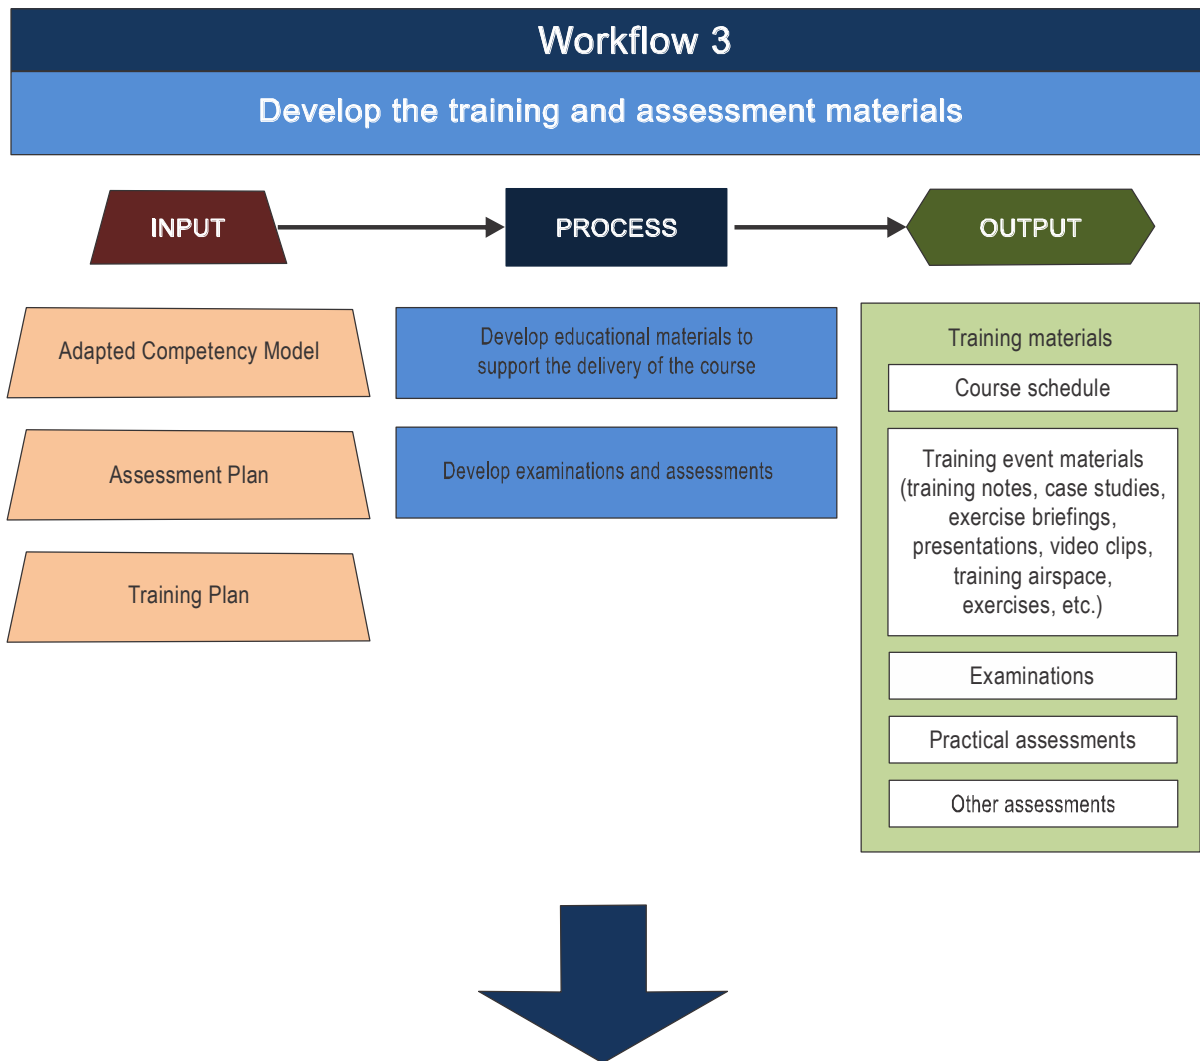 Workflow 3
Develop the training and assessment materials
INPUT
PROCESS
OUTPUT
Adapted Competency Model
Assessment Plan
Training Plan
Develop educational materials to
support the delivery of the course
Develop examinations and assessments
Training materials
Course schedule
Training event materials
(training notes, case studies,
exercise briefings,
presentations, video clips,
training airspace,
exercises, etc.)
Examinations
Practical assessments
Other assessments